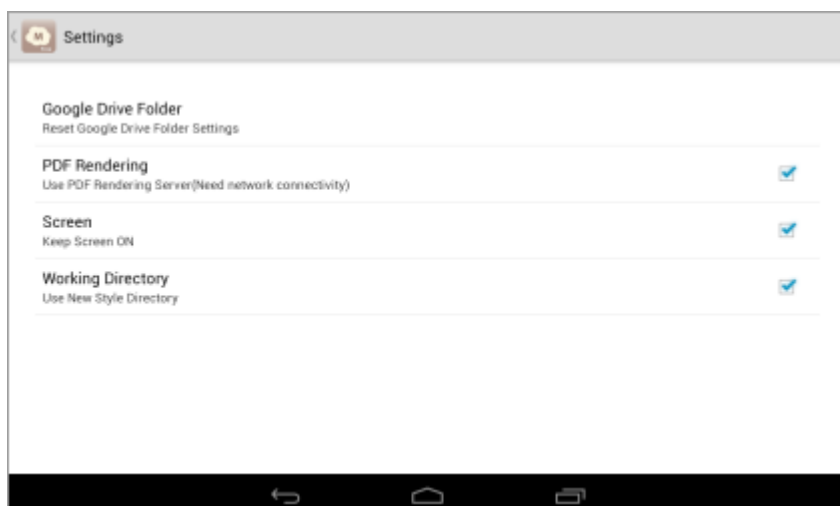 M
Settings
Google Drive Folder
Reset Google Drive Folder Settings
PDF Rendering
Use PDF Rendering Server(Need network connectivity)
Screen
Keep Screen ON
Working Directory
Use New Style Directory